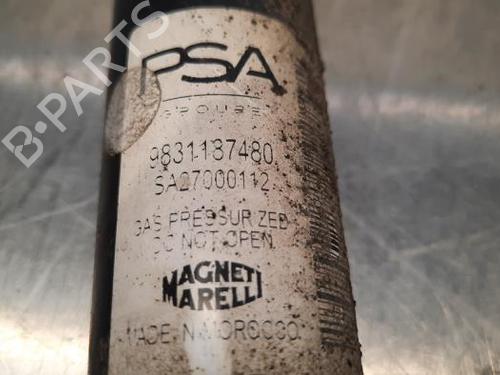 PSA
GROUPE
9831187480
SA27000112
GAS PRESSURIZED
DO NOT OPEN
MAGNETI
MARELLI
MADE IN MOROCCO
B-PARTS